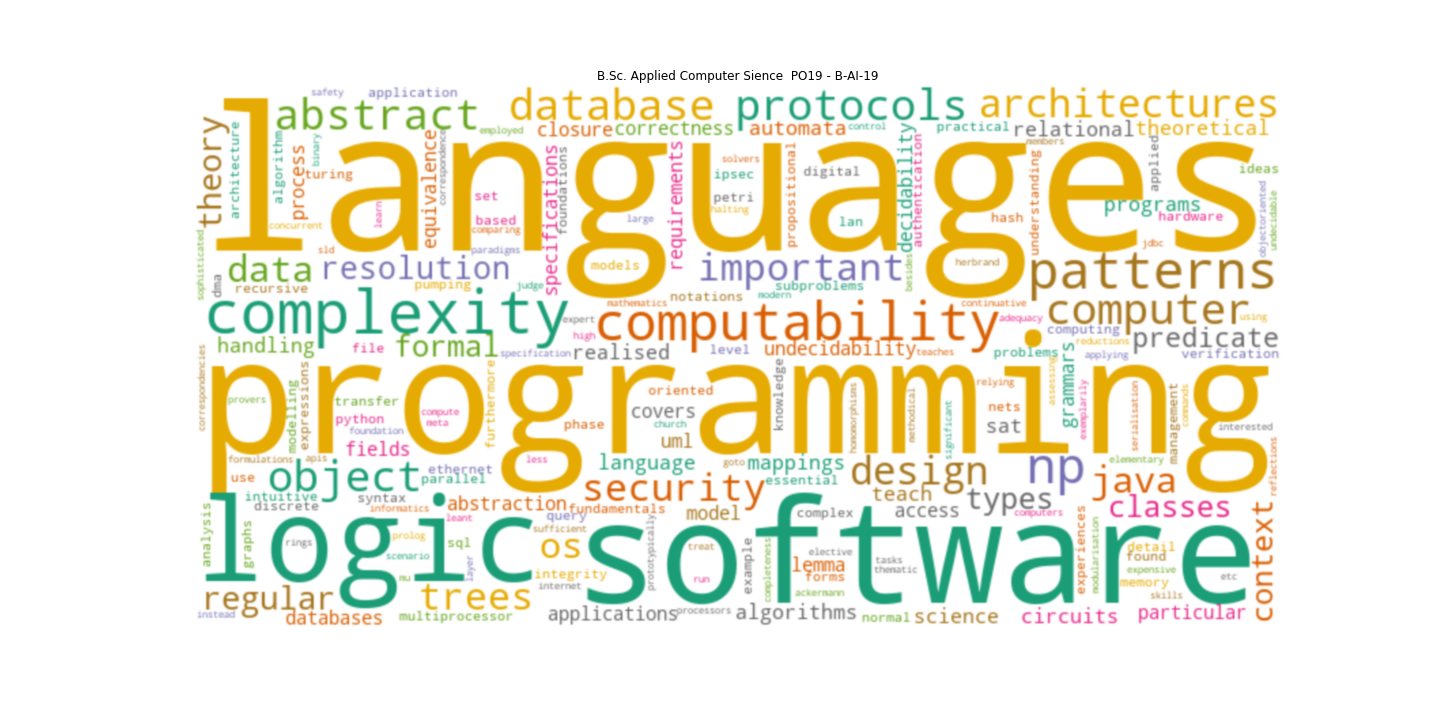 B.Sc. Applied Computer Sience  PO19 - B-AI-19
safety
application
abstract
database
protocols
architectures
employed
closure
correctness
automata
control
practical
relational
theoretical
members
languages
theory
architecture
algorithm
binary
process
turing
equivalence
correspondence
set
learn
based
comparing
concurrent
specifications
foundations
large
requirements
solvers
ipsec
petri
halting
propositional
digital
lan
decidability
authentication
hash
understanding
programs
applied
hardware
ideas
jdbc
objectoriented
undecidable
sophisticated
sld
paradigms
data
resolution
models
important
besides
herbrand
patterns
dma
recursive
pumping
judge
subproblems
notations
modern
mathematics
continuative
complexity
expert
computability
adequacy
computer
using
high
computing
reductions
predicate
handling
file
formal
specification
realised
level
undecidability
teaches
problems
applying
verification
correspondencies
programming
provers
modelling
expressions
transfer
python
foundation
compute
meta
furthermore
oriented
covers
phase
church
uml
knowledge
homomorphisms
methodical
significant
relying
nets
sat
assessing
grammars
exemplarily
serialisation
management
commands
interested
fields
formulations
apis
less
language
goto
mappings
design
np
elementary
reflections
use
object
ethernet
parallel
security
essential
teach
types
java
intuitive
syntax
discrete
informatics
abstraction
fundamentals
classes
leant
query
model
complex
access
computers
context
logic
software
analysis
graphs
rings
prolog
scenario
sql
layer
mu
sufficient
os
integrity
internet
prototypically
treat
run
example
completeness
elective
lemma
forms
ackermann
tasks
thematic
experiences
modularisation
detail
found
expensive
memory
etc
skills
regular
trees
instead
databases
multiprocessor
applications
processors
algorithms
normal
science
circuits
particular